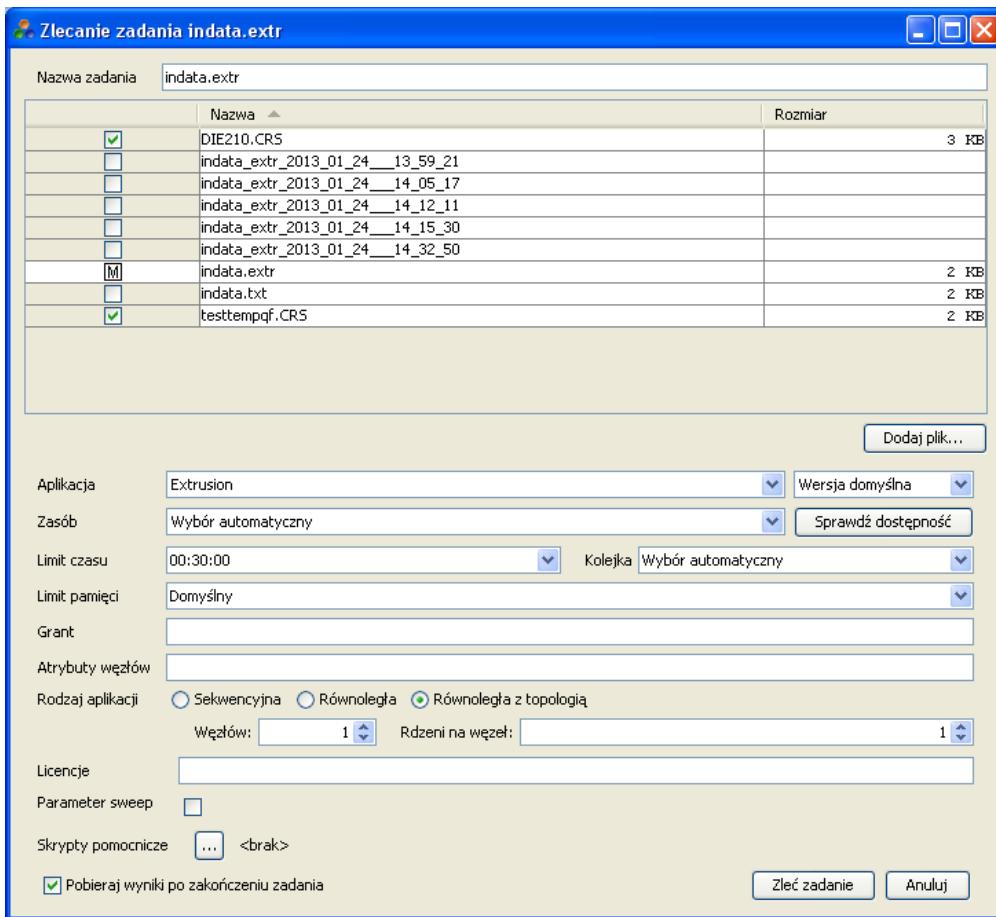 Zlecanie zadania indata.extr
Nazwa zadania indata.extr
Nazwa Rozmiar
DIE210.CRS 3 KB
indata_extr_2013_01_24___13_59_21
indata_extr_2013_01_24___14_05_17
indata_extr_2013_01_24___14_12_11
indata_extr_2013_01_24___14_15_30
indata_extr_2013_01_24___14_32_50
M indata.extr 2 KB
indata.txt 2 KB
testtempqf.CRS 2 KB
Dodaj plik...
Aplikacja Extrusion Wersja domyślna
Zasób Wybór automatyczny Sprawdź dostępność
Limit czasu 00:30:00 Kolejka Wybór automatyczny
Limit pamięci Domyślny
Grant
Atrybuty węzłów
Rodzaj aplikacji Sekwencyjna Równoległa Równoległa z topologią
Węzłów: 1 Rdzeni na węzeł: 1
Licencje
Parameter sweep
Skrypty pomocnicze ... <brak>
Pobieraj wyniki po zakończeniu zadania Zleć zadanie Anuluj